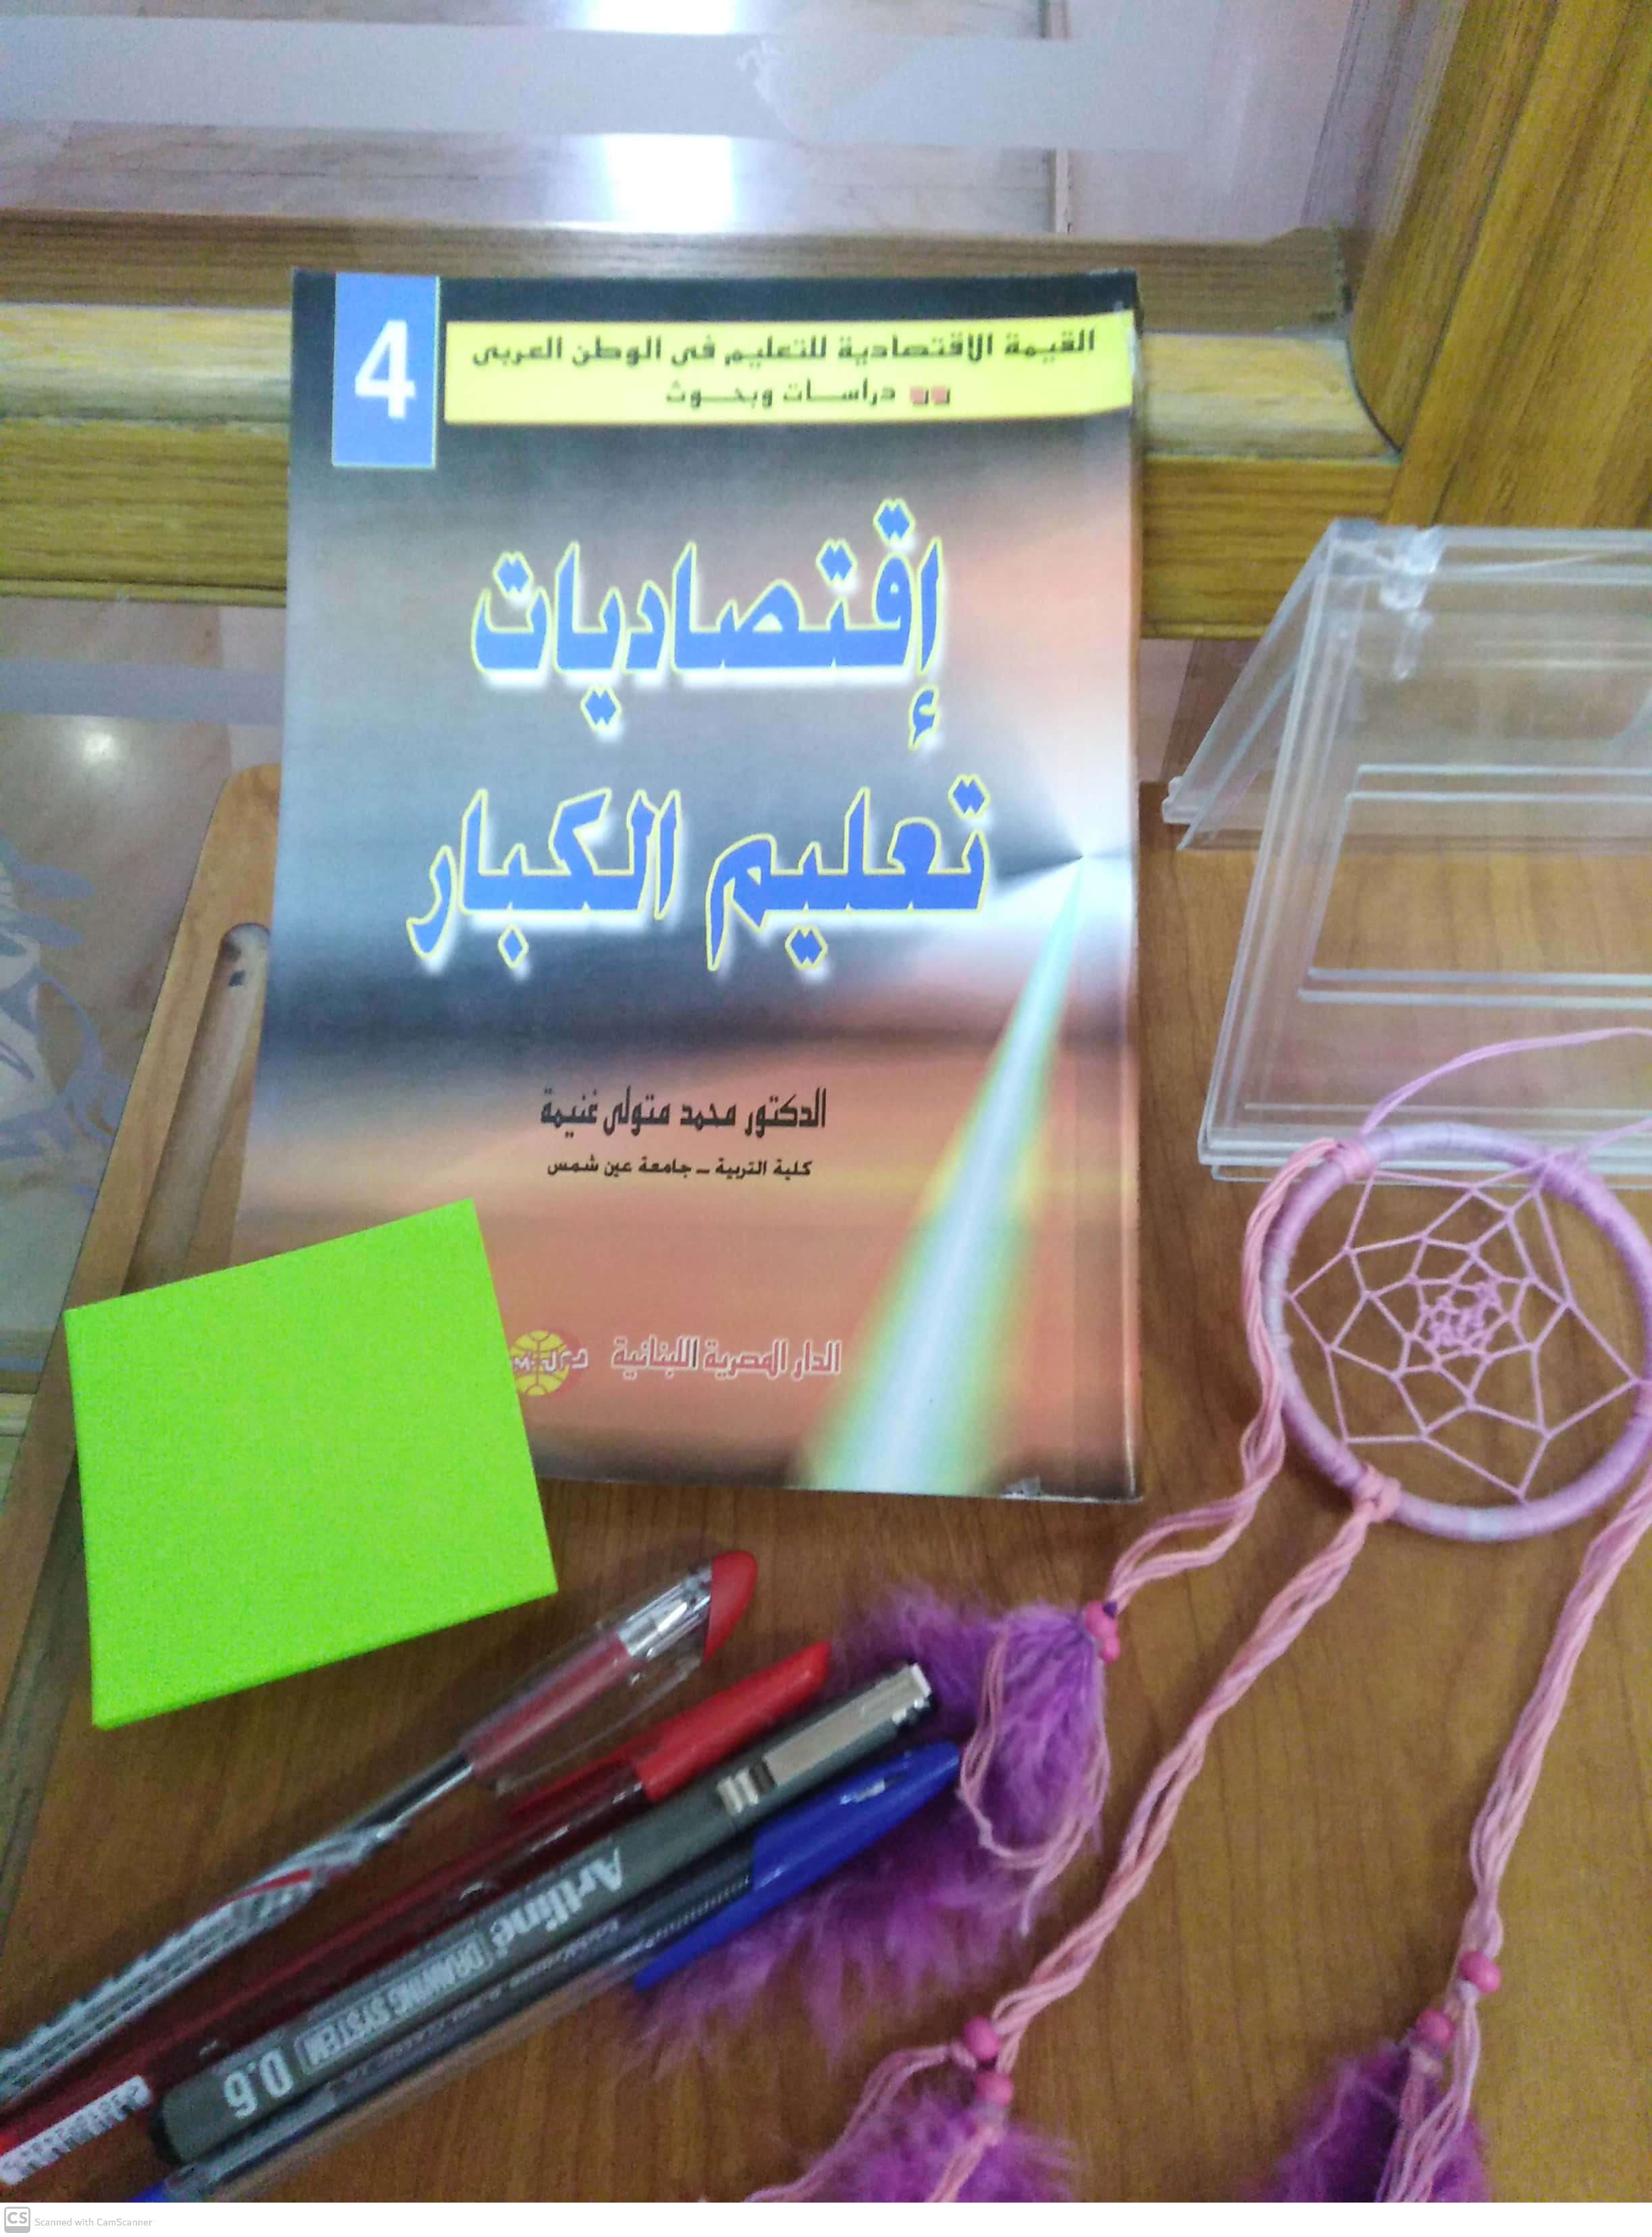 4
القيمة الاقتصادية للتعليم فى الوطن العربى
دراسات وبحوث
إقتصاديات
تعليم الكبار
الدكتور محمد متولى غنيمة
كلية التربية - جامعة عين شمس
الدار المصرية اللبنانية
Artline
DRAWING SYSTEM
0.6
CS Scanned with CamScanner